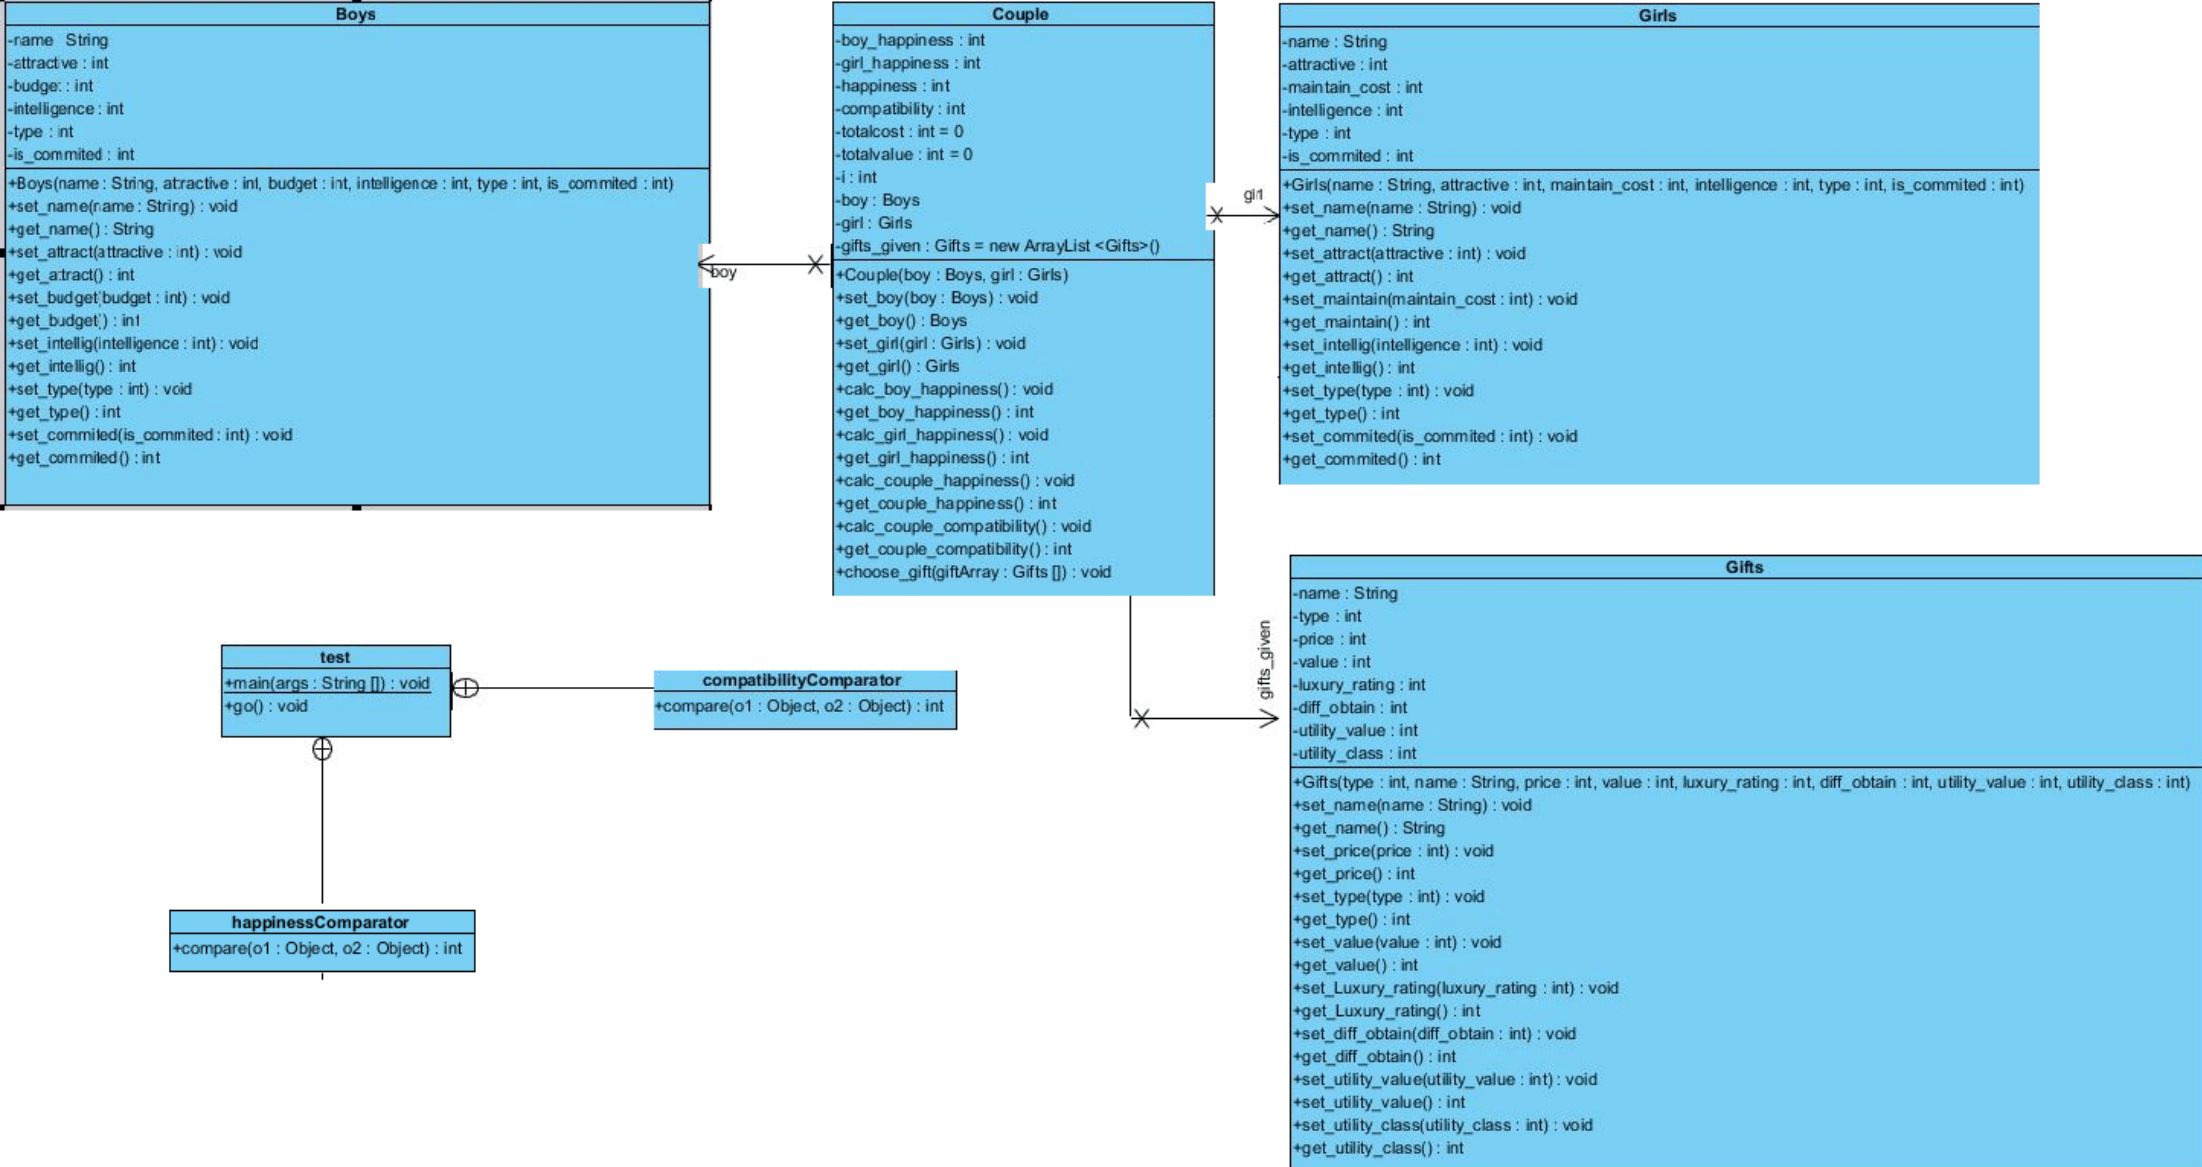 Boys
-name String
-attractive : int
-budge: : int
-intelligence : int
-type : int
-is_commited : int
+Boys(name : String, attractive : int, budget : int, intelligence : int, type : int, is_commited : int)
+set_name(name : String) : void
+get_name() : String
+set_attract(attractive : int) : void
+get_attract() : int
+set_budget(budget : int) : void
+get_budget() : int
+set_intellig(intelligence : int) : void
+get_intellig() : int
+set_type(type : int) : void
+get_type() : int
+set_commited(is_commited : int) : void
+get_commited() : int
boy
Couple
-boy_happiness : int
-girl_happiness : int
-happiness : int
-compatibility : int
-totalcost : int = 0
-totalvalue : int = 0
-i : int
-boy : Boys
-girl : Girls
-gifts_given : Gifts = new ArrayList <Gifts>()
+Couple(boy : Boys, girl : Girls)
+set_boy(boy : Boys) : void
+get_boy() : Boys
+set_girl(girl : Girls) : void
+get_girl() : Girls
+calc_boy_happiness() : void
+get_boy_happiness() : int
+calc_girl_happiness() : void
+get_girl_happiness() : int
+calc_couple_happiness() : void
+get_couple_happiness() : int
+calc_couple_compatibility() : void
+get_couple_compatibility() : int
+choose_gift(giftArray : Gifts []) : void
girl
Girls
-name : String
-attractive : int
-maintain_cost : int
-intelligence : int
-type : int
-is_commited : int
+Girls(name : String, attractive : int, maintain_cost : int, intelligence : int, type : int, is_commited : int)
+set_name(name : String) : void
+get_name() : String
+set_attract(attractive : int) : void
+get_attract() : int
+set_maintain(maintain_cost : int) : void
+get_maintain() : int
+set_intellig(intelligence : int) : void
+get_intellig() : int
+set_type(type : int) : void
+get_type() : int
+set_commited(is_commited : int) : void
+get_commited() : int
test
+main(args : String []) : void
+go() : void
compatibilityComparator
+compare(o1 : Object, o2 : Object) : int
happinessComparator
+compare(o1 : Object, o2 : Object) : int
gifts_given
Gifts
-name : String
-type : int
-price : int
-value : int
-luxury_rating : int
-diff_obtain : int
-utility_value : int
-utility_class : int
+Gifts(type : int, name : String, price : int, value : int, luxury_rating : int, diff_obtain : int, utility_value : int, utility_class : int)
+set_name(name : String) : void
+get_name() : String
+set_price(price : int) : void
+get_price() : int
+set_type(type : int) : void
+get_type() : int
+set_value(value : int) : void
+get_value() : int
+set_Luxury_rating(luxury_rating : int) : void
+get_Luxury_rating() : int
+set_diff_obtain(diff_obtain : int) : void
+get_diff_obtain() : int
+set_utility_value(utility_value : int) : void
+set_utility_value() : int
+set_utility_class(utility_class : int) : void
+get_utility_class() : int